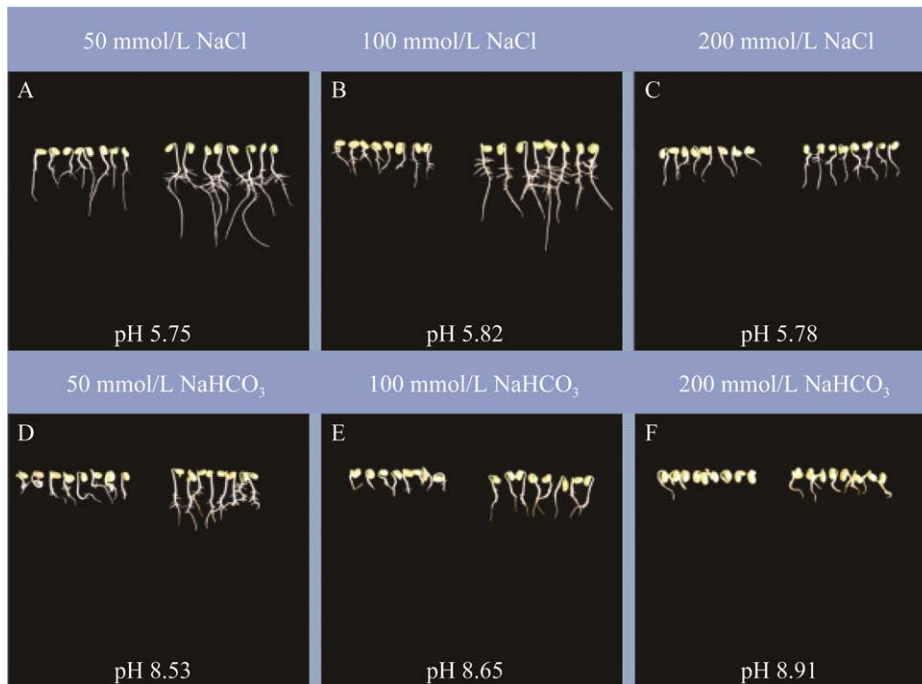 50 mmol/L NaCl
100 mmol/L NaCl
200 mmol/L NaCl
A
B
C
pH 5.75
pH 5.82
pH 5.78
50 mmol/L NaHCO₃
100 mmol/L NaHCO₃
200 mmol/L NaHCO₃
D
E
F
pH 8.53
pH 8.65
pH 8.91